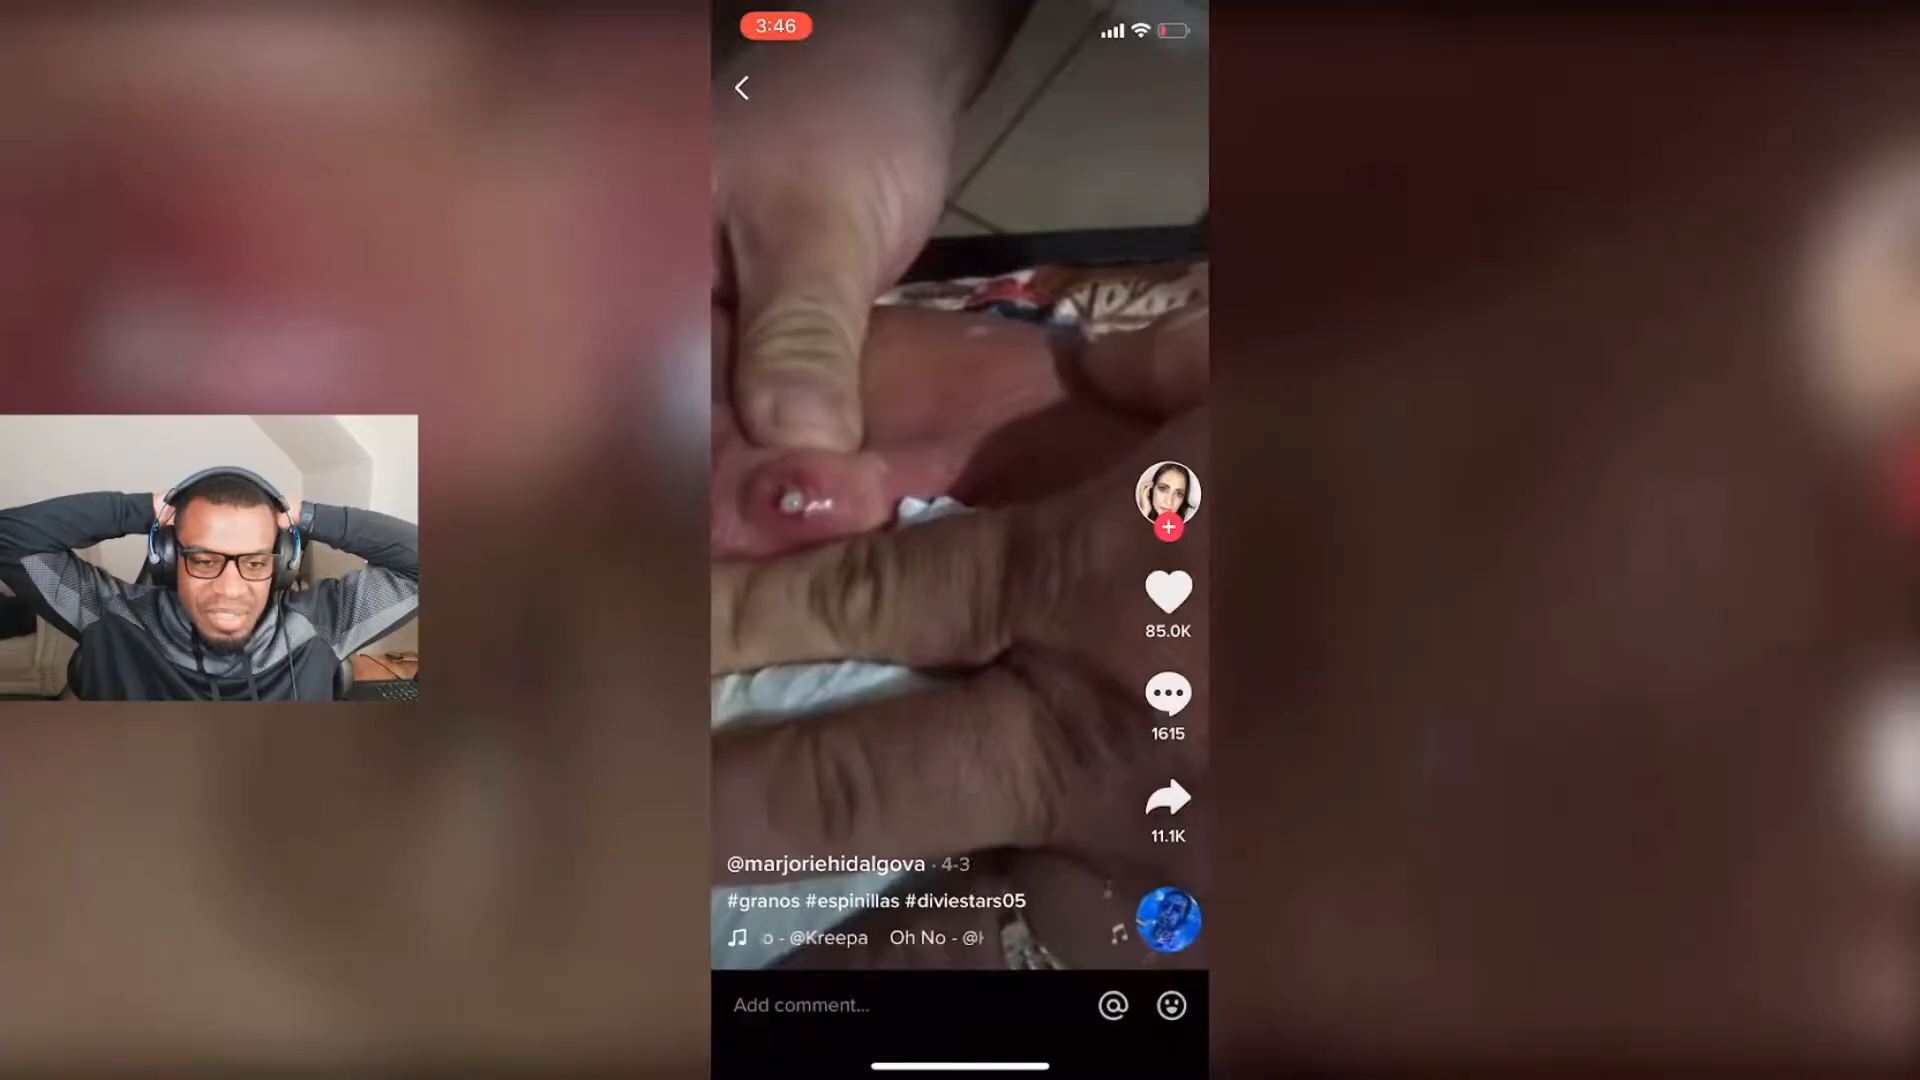 3:46
85.0K
1615
11.1K
@marjoriehidalgova · 4-3
#granos #espinillas #diviestars05
o - @Kreepa Oh No - @
Add comment...